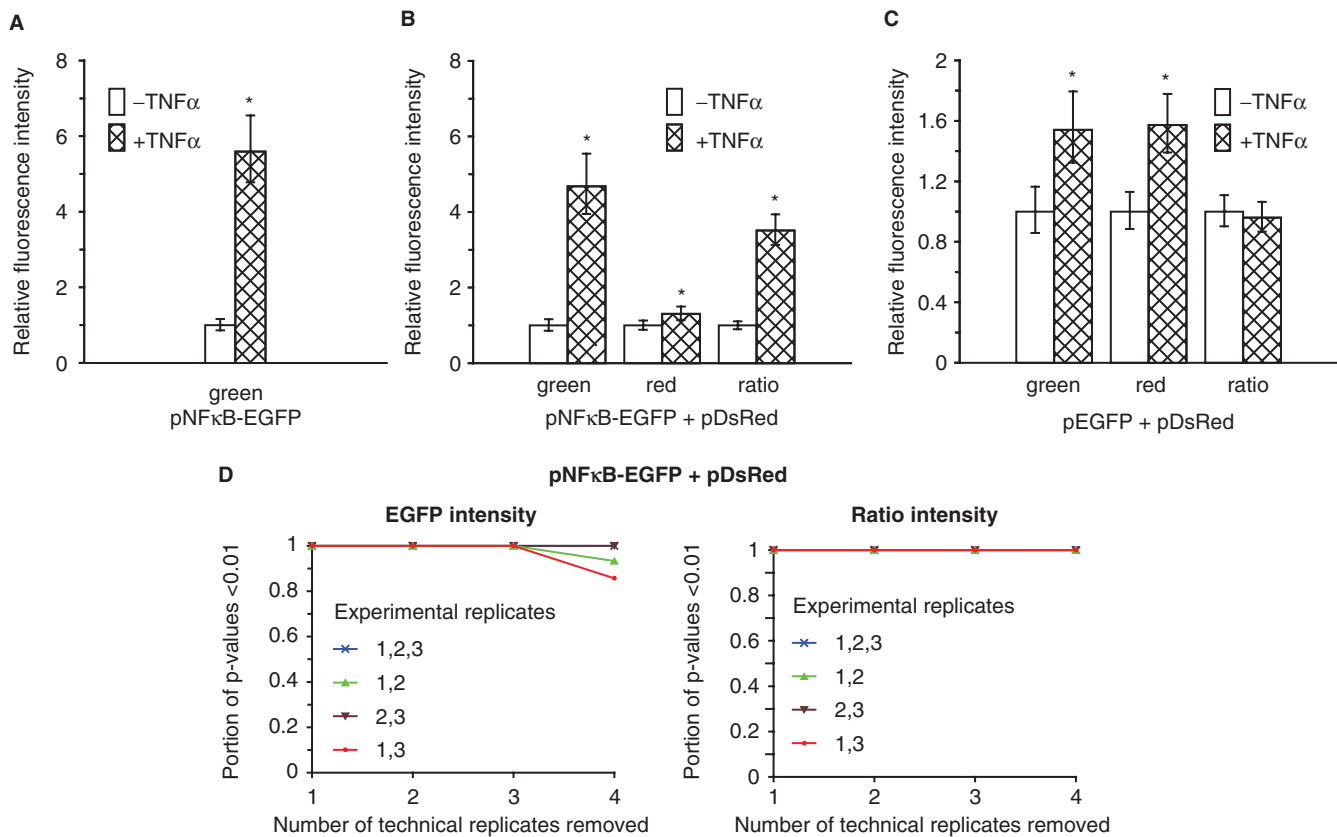 A
Relative fluorescence intensity
8
6
4
2
0
–TNFα
+TNFα
*
green
pNFκB-EGFP
B
Relative fluorescence intensity
8
6
4
2
0
–TNFα
+TNFα
*
*
*
green red ratio
pNFκB-EGFP + pDsRed
C
Relative fluorescence intensity
2
1.6
1.2
0.8
0.4
0
–TNFα
+TNFα
* *
green red ratio
pEGFP + pDsRed
D
pNFκB-EGFP + pDsRed
EGFP intensity
Portion of p-values <0.01
1
0.8
0.6
0.4
0.2
0
Experimental replicates
1,2,3
1,2
2,3
1,3
1 2 3 4
Number of technical replicates removed
Ratio intensity
Portion of p-values <0.01
1
0.8
0.6
0.4
0.2
0
Experimental replicates
1,2,3
1,2
2,3
1,3
1 2 3 4
Number of technical replicates removed